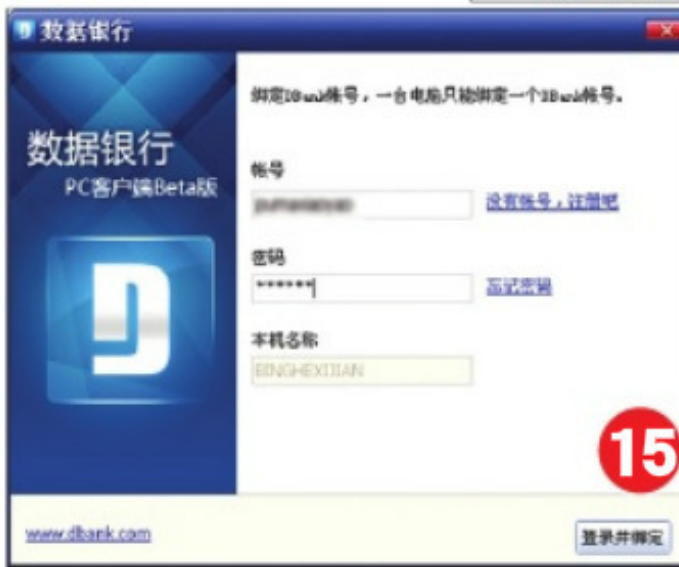 数据银行
绑定DBank帐号，一台电脑只能绑定一个DBank帐号。
数据银行
PC客户端Beta版
帐号
没有帐号，注册吧
密码
******
忘记密码
本机名称
BINGHEXIJIAN
15
www.dbank.com
登录并绑定